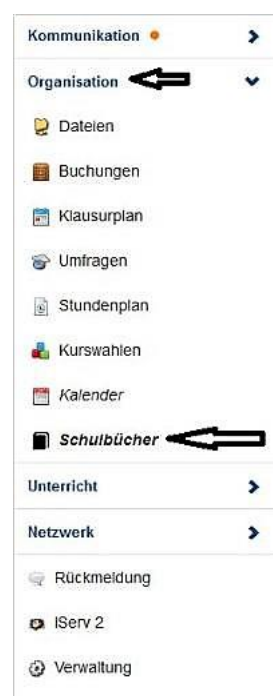 Kommunikation
Organisation
Dateien
Buchungen
Klausurplan
Umfragen
Stundenplan
Kurswahlen
Kalender
Schulbücher
Unterricht
Netzwerk
Rückmeldung
IServ 2
Verwaltung